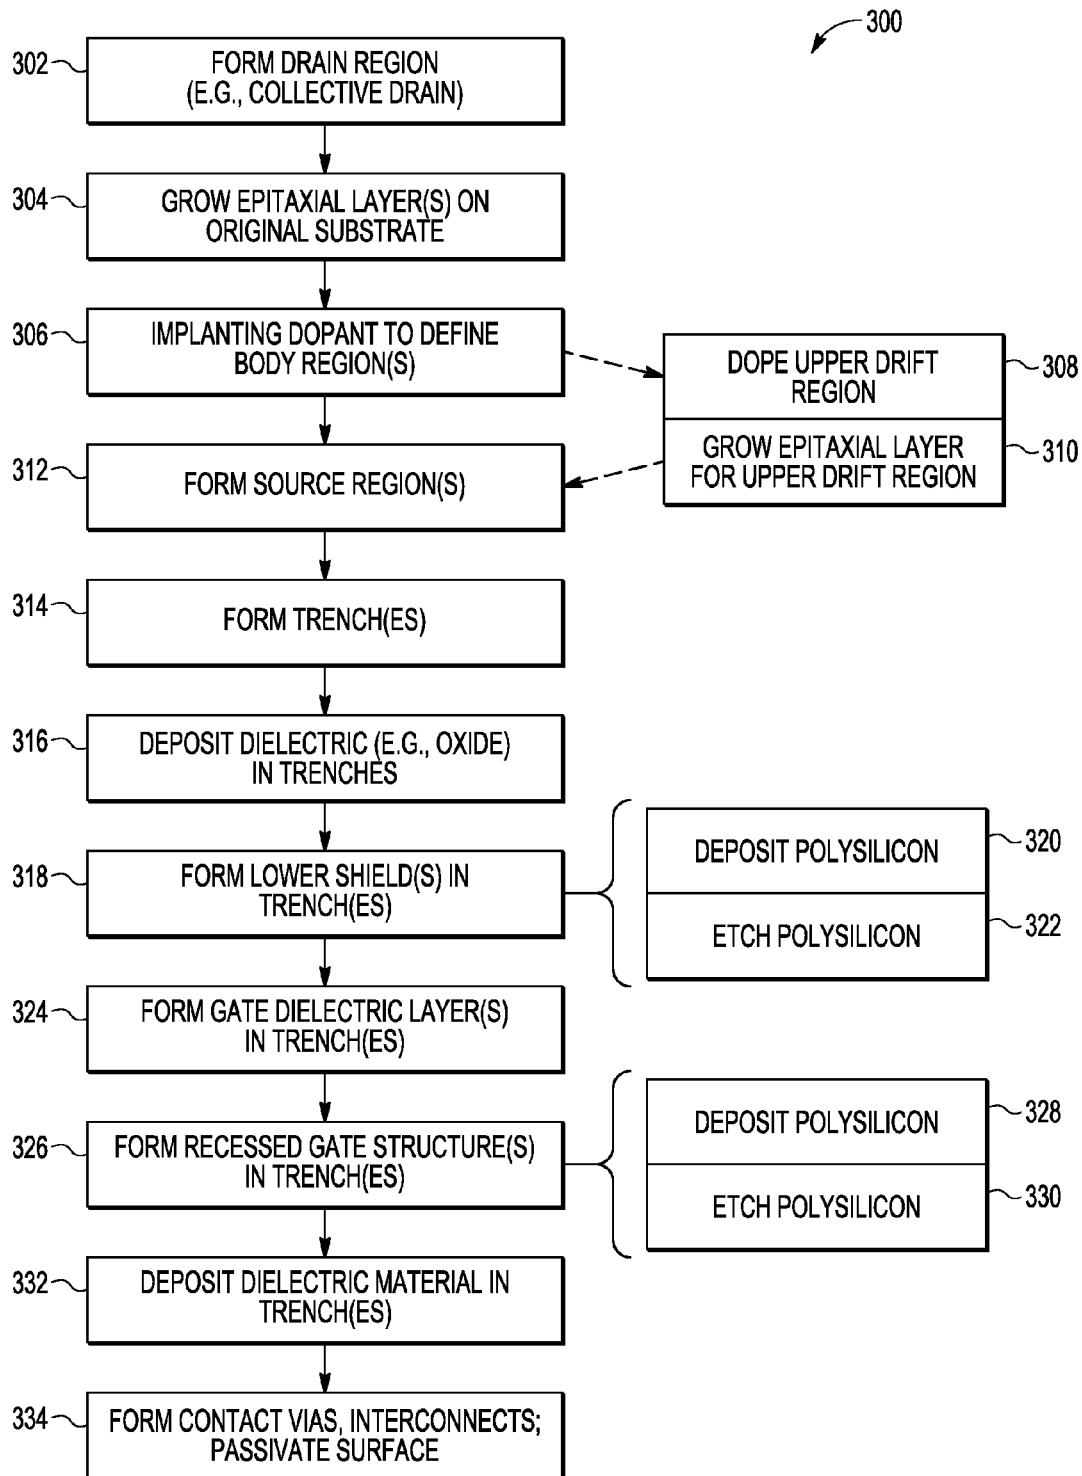 300
302
FORM DRAIN REGION
(E.G., COLLECTIVE DRAIN)
304
GROW EPITAXIAL LAYER(S) ON
ORIGINAL SUBSTRATE
306
IMPLANTING DOPANT TO DEFINE
BODY REGION(S)
DOPE UPPER DRIFT
REGION
308
GROW EPITAXIAL LAYER
FOR UPPER DRIFT REGION
310
312
FORM SOURCE REGION(S)
314
FORM TRENCH(ES)
316
DEPOSIT DIELECTRIC (E.G., OXIDE)
IN TRENCHES
318
FORM LOWER SHIELD(S) IN
TRENCH(ES)
DEPOSIT POLYSILICON
320
ETCH POLYSILICON
322
324
FORM GATE DIELECTRIC LAYER(S)
IN TRENCH(ES)
326
FORM RECESSED GATE STRUCTURE(S)
IN TRENCH(ES)
DEPOSIT POLYSILICON
328
ETCH POLYSILICON
330
332
DEPOSIT DIELECTRIC MATERIAL IN
TRENCH(ES)
334
FORM CONTACT VIAS, INTERCONNECTS;
PASSIVATE SURFACE